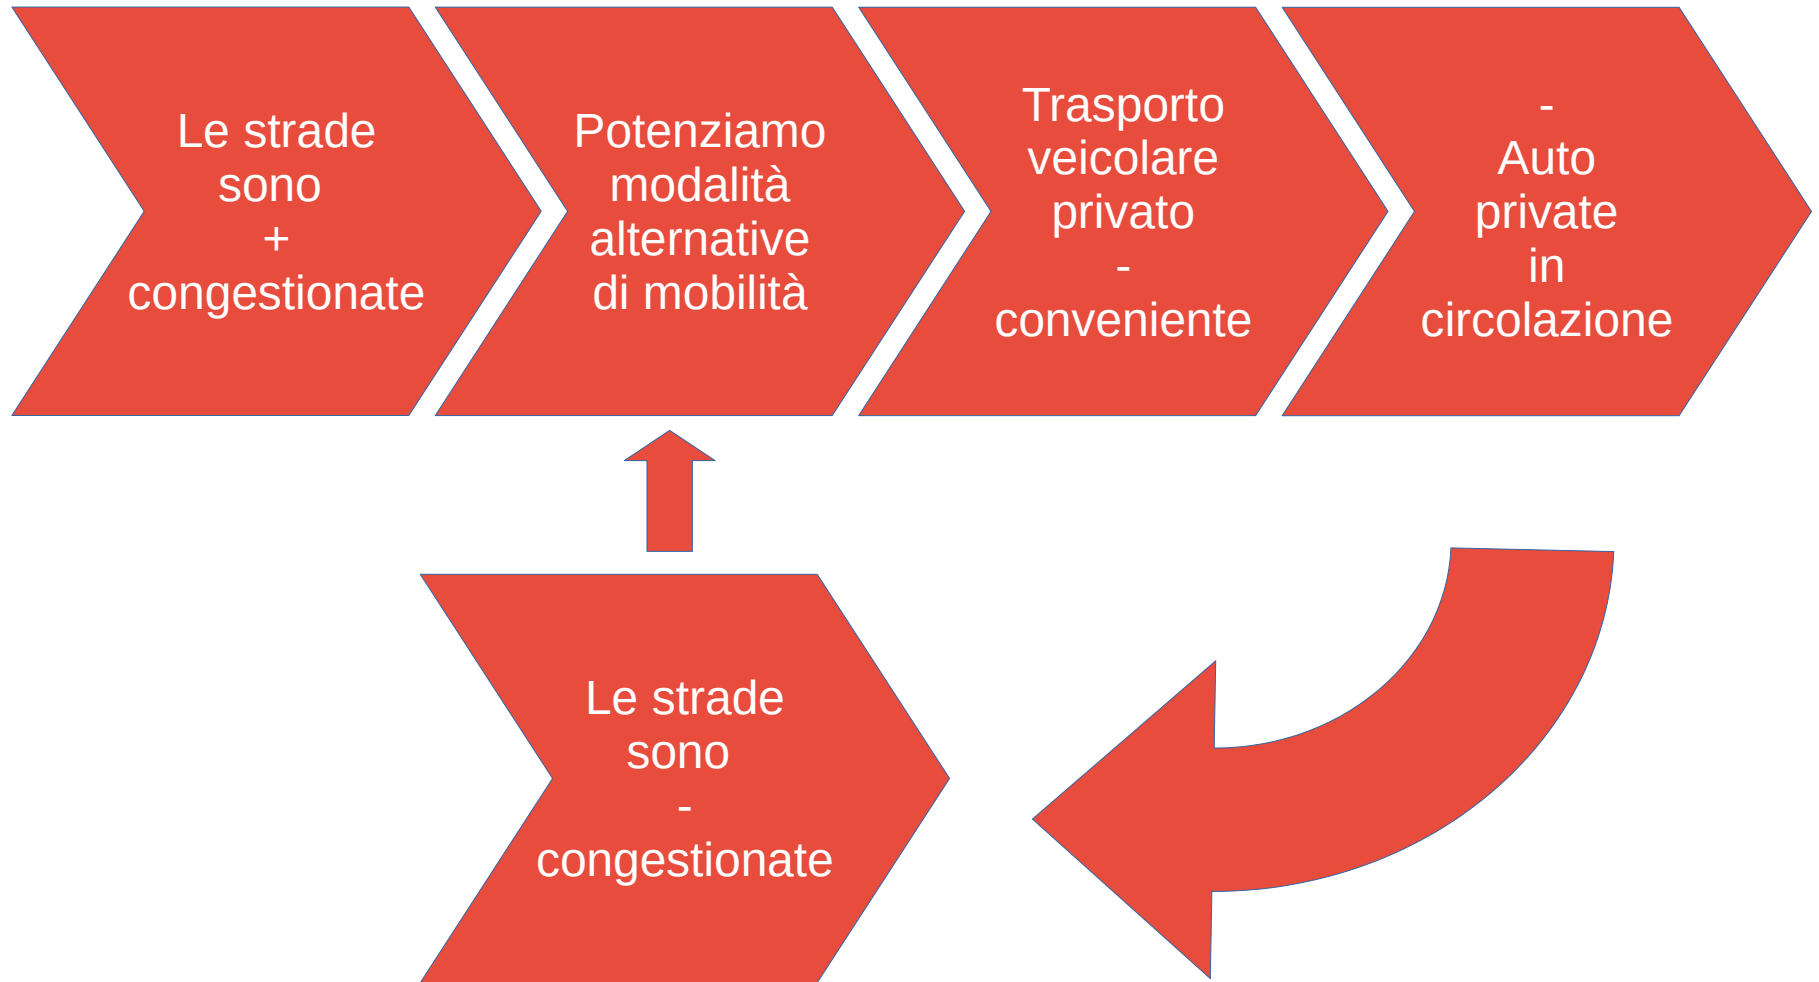 Le strade
sono
+
congestionate
Potenziamo
modalità
alternative
di mobilità
Trasporto
veicolare
privato
-
conveniente
-
Auto
private
in
circolazione
Le strade
sono
-
congestionate